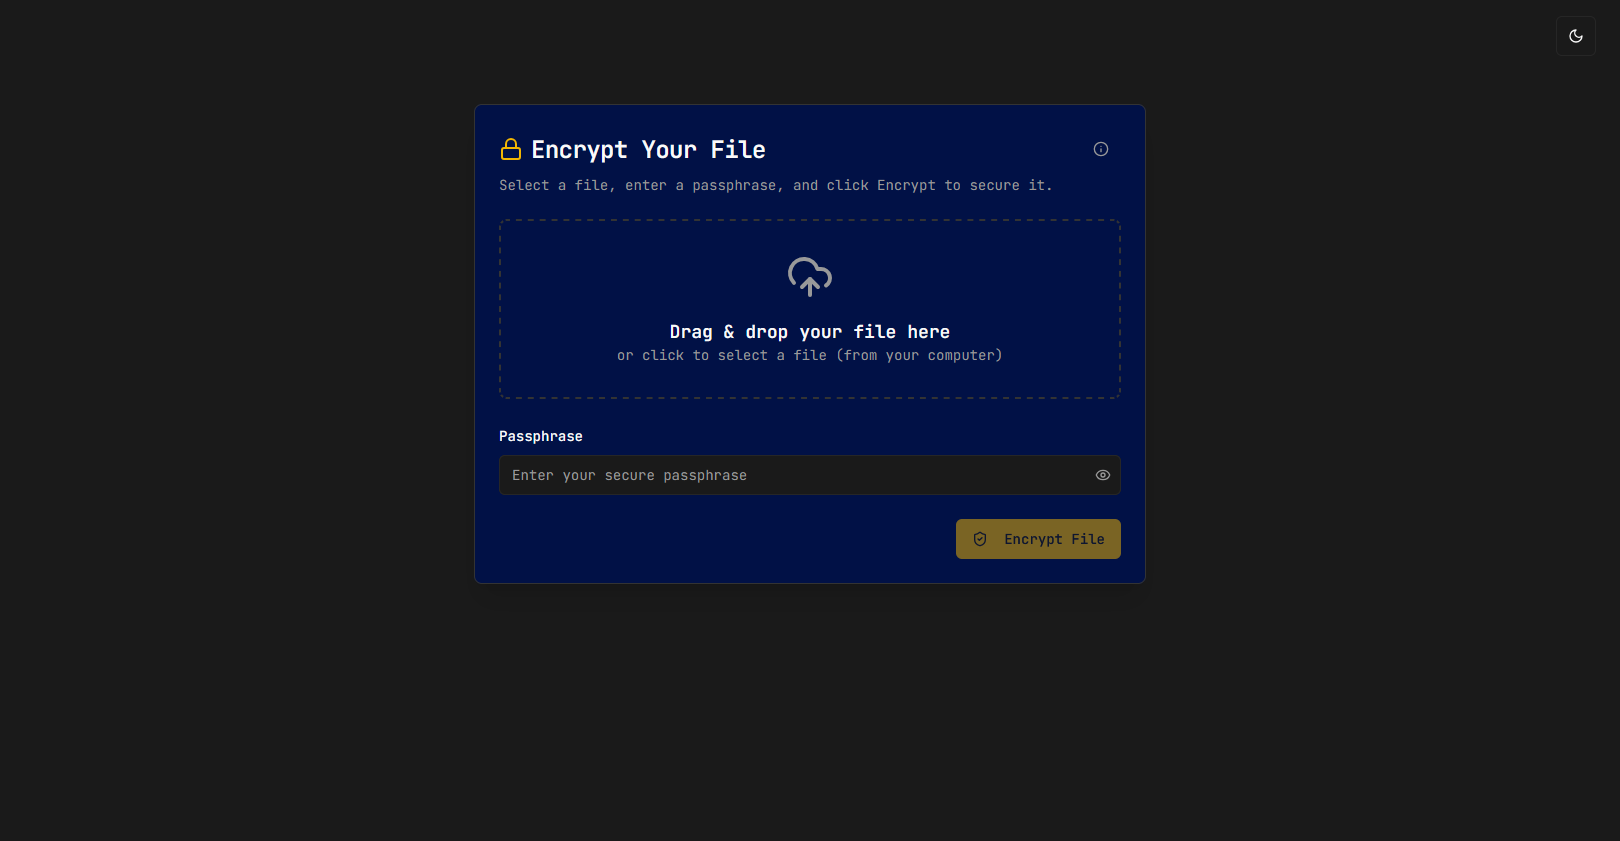 Encrypt Your File
Select a file, enter a passphrase, and click Encrypt to secure it.
Drag & drop your file here
or click to select a file (from your computer)
Passphrase
Enter your secure passphrase
Encrypt File